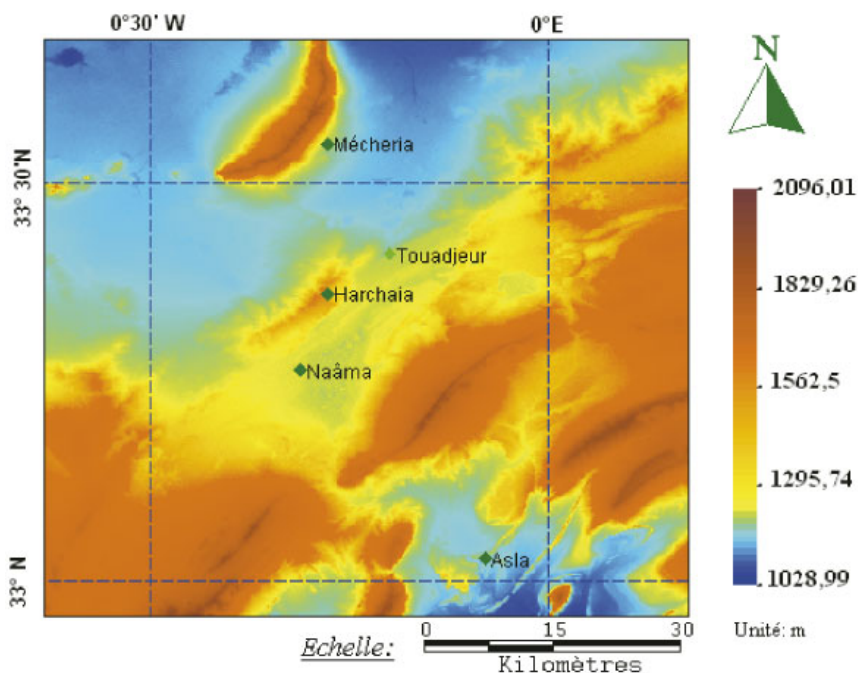 0°30' W
0°E
N
33° 30'N
Mécheria
Touadjeur
Harchaia
Naâma
Asla
33° N
2096,01
1829,26
1562,5
1295,74
1028,99
Unité: m
Echelle:
0 15 30
Kilomètres